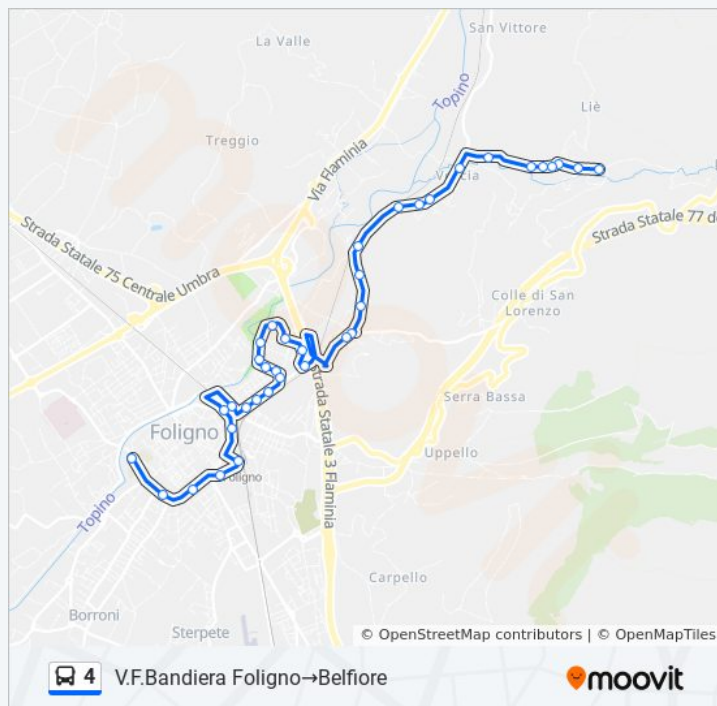 San Vittore
La Valle
Topino
Liè
Treggio
Via Flaminia
Strada Statale 77 de
Strada Statale 75 Centrale Umbra
Colle di San
Lorenzo
Serra Bassa
Foligno
Uppello
Strada Statale 3 Flaminia
Topino
Carpello
Borroni
Sterpete
© OpenStreetMap contributors | © OpenMapTiles
4 V.F.Bandiera Foligno→Belfiore
moovit